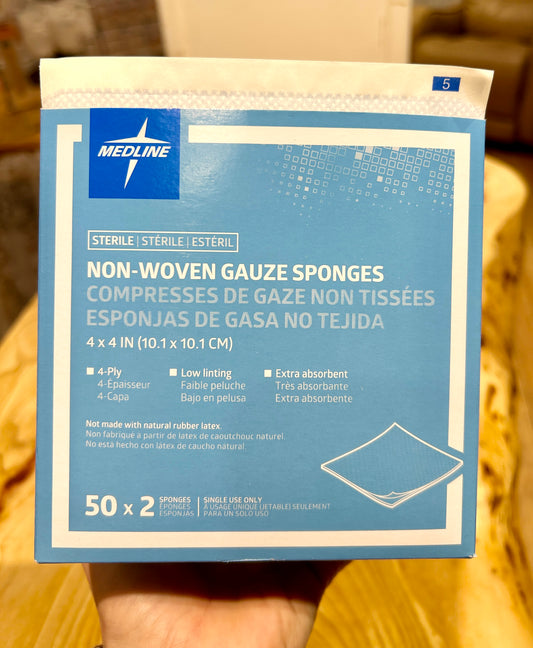 5
MEDLINE
STERILE | STÉRILE | ESTÉRIL
NON-WOVEN GAUZE SPONGES
COMPRESSES DE GAZE NON TISSÉES
ESPONJAS DE GASA NO TEJIDA
4 x 4 IN (10.1 x 10.1 CM)
4-Ply
4-Épaisseur
4-Capa
Low linting
Faible peluche
Bajo en pelusa
Extra absorbent
Très absorbante
Extra absorbente
Not made with natural rubber latex.
Non fabriqué a partir de latex de caoutchouc naturel.
No está hecho con látex de caucho natural.
50 x 2
SPONGES
ÉPONGES
ESPONJAS
SINGLE USE ONLY
À USAGE UNIQUE (JETABLE) SEULEMENT
PARA UN SOLO USO